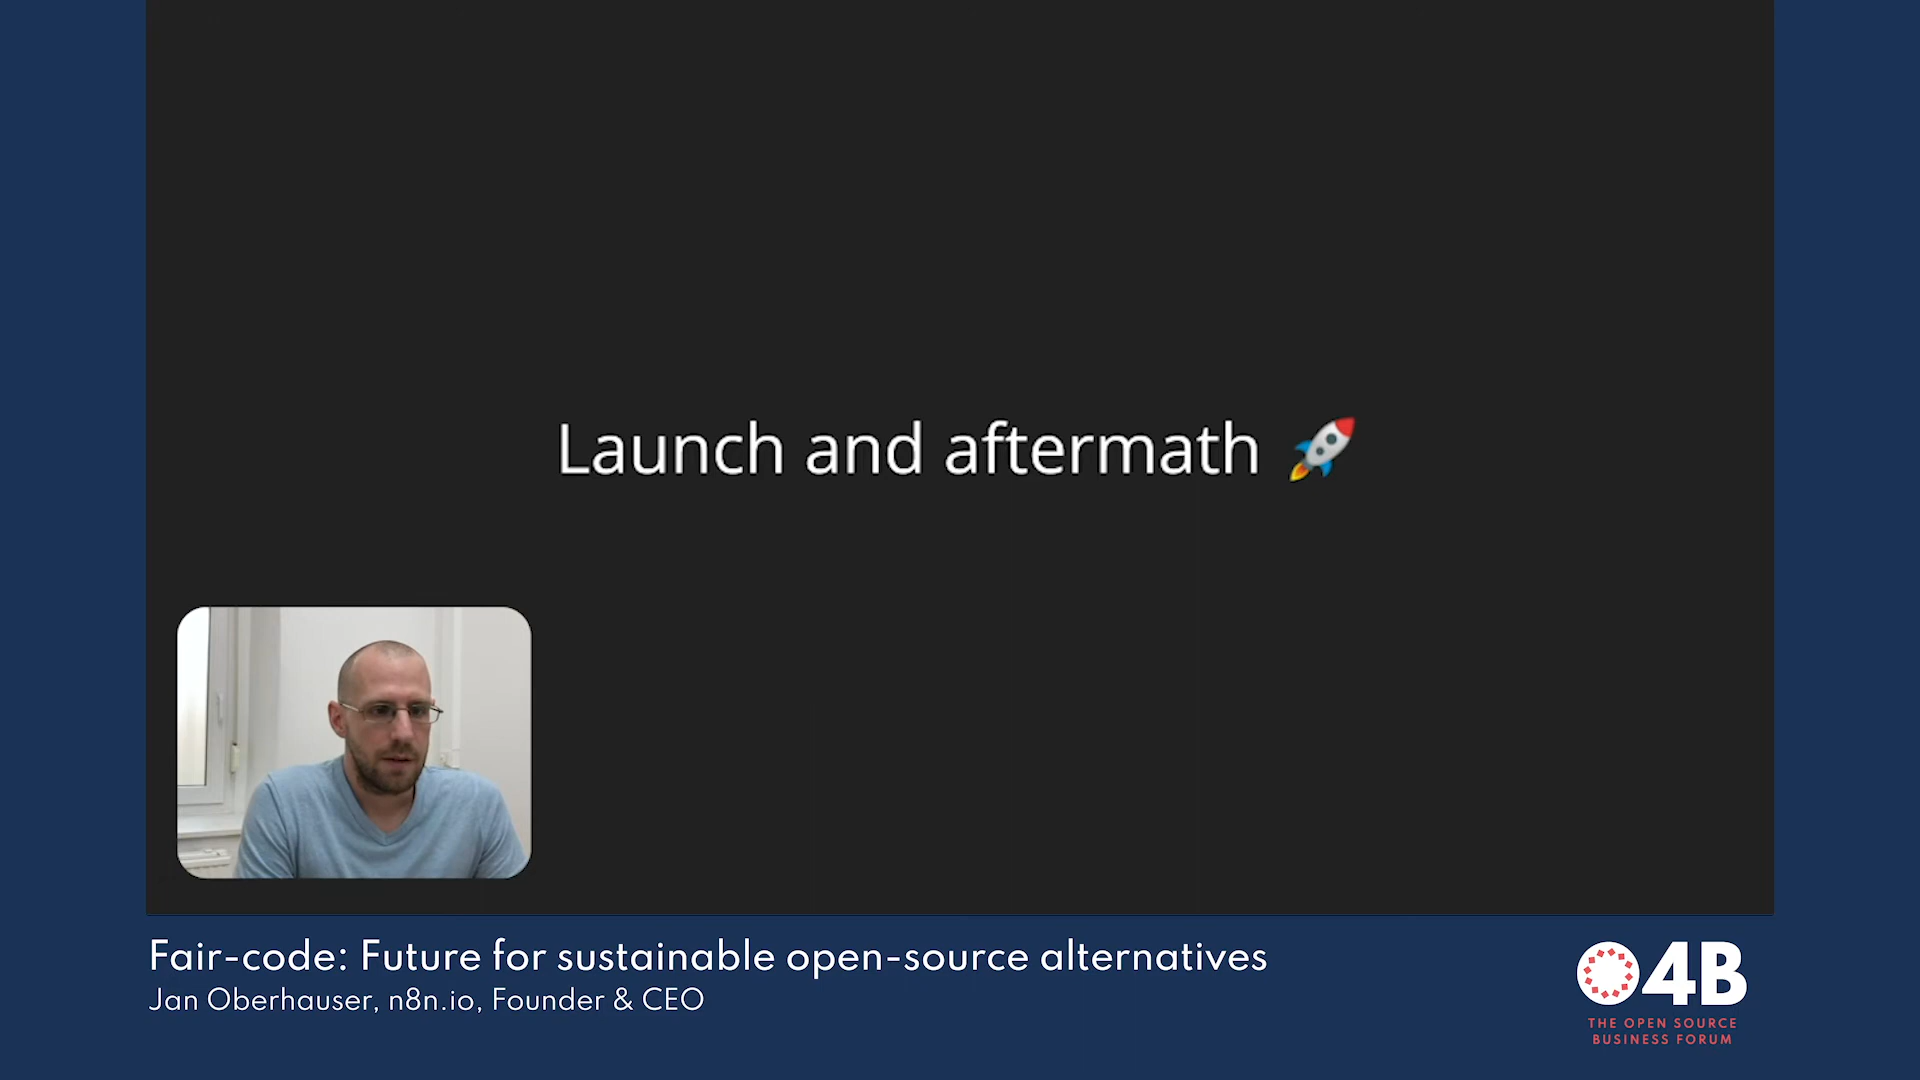 Launch and aftermath 🚀
Fair-code: Future for sustainable open-source alternatives
Jan Oberhauser, n8n.io, Founder & CEO
O4B
THE OPEN SOURCE
BUSINESS FORUM